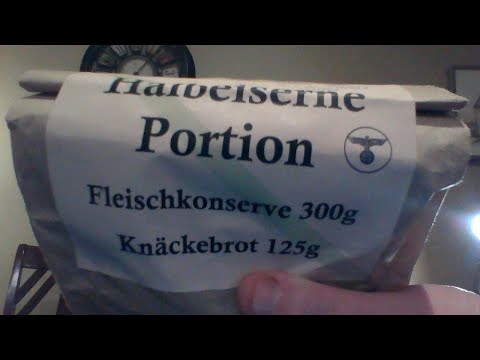 Halbeiserne
Portion
Fleischkonserve 300g
Knäckebrot 125g